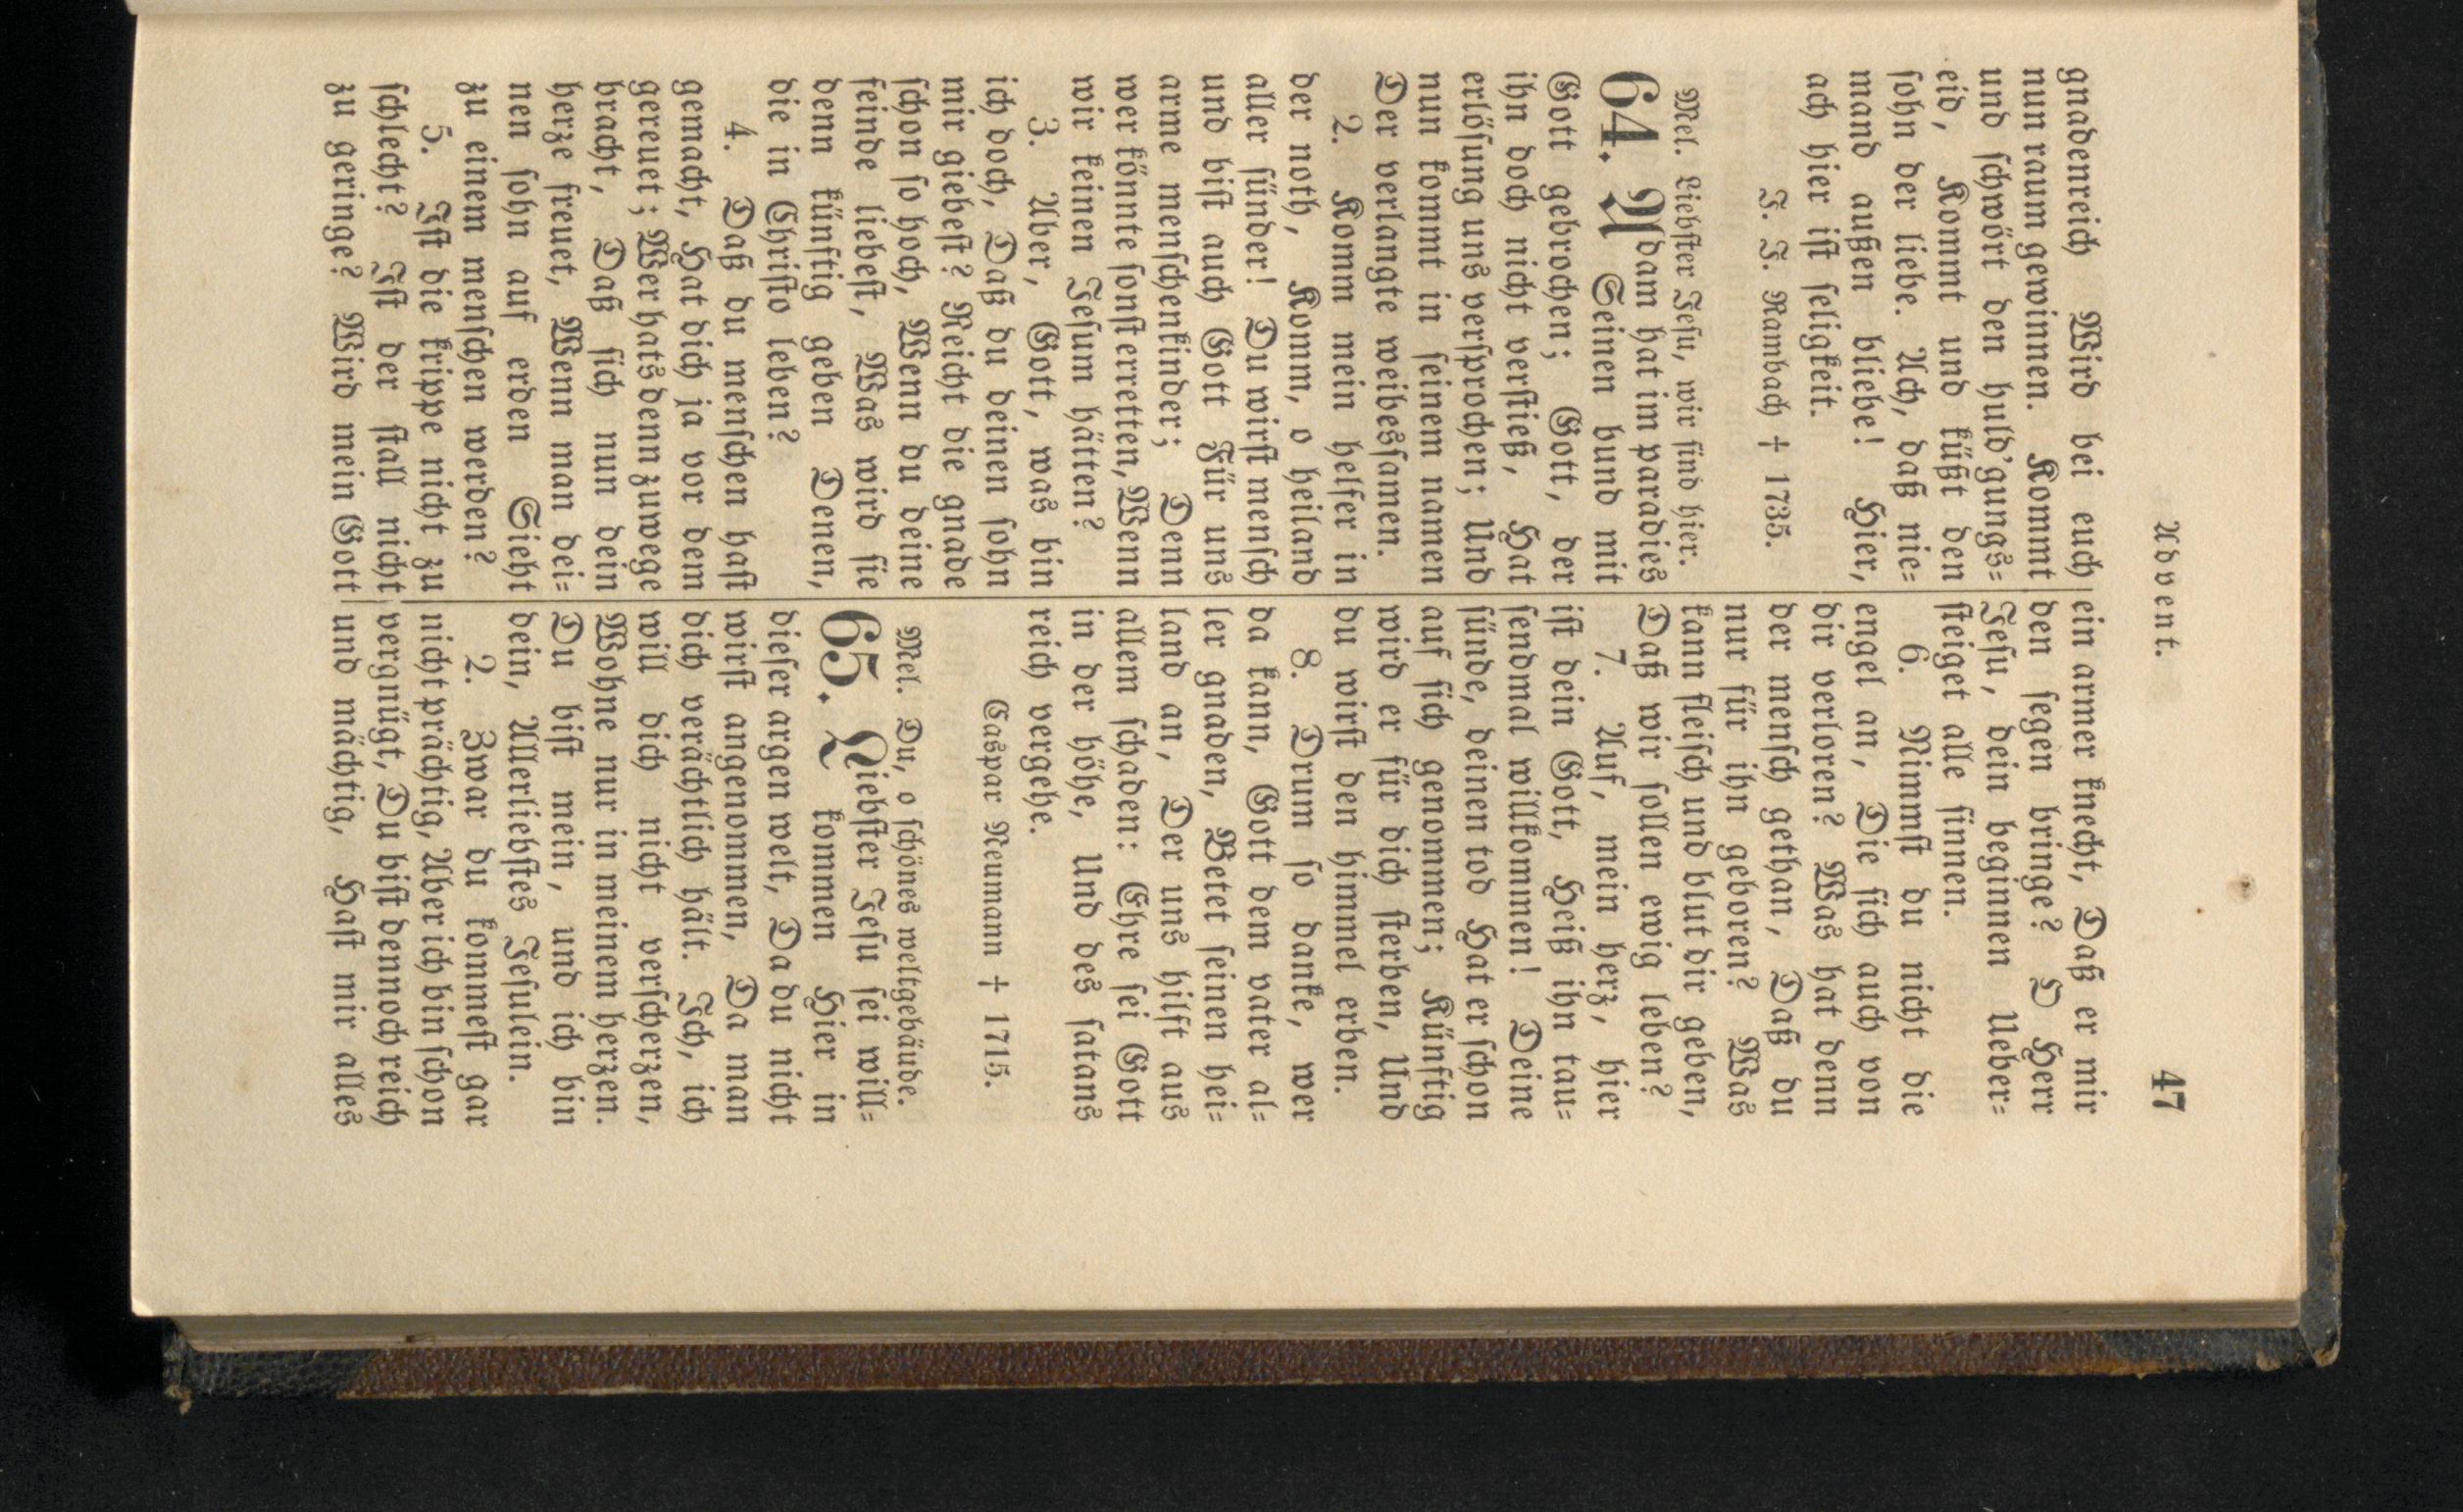 Advent.
47
gnadenreich Wird bei euch
nun raum gewinnen. Kommt
und schwört den huld'gungs=
eid, Kommt und küßt den
sohn der liebe. Ach, daß nie=
mand außen bliebe! Hier,
ach hier ist seligkeit.
J. J. Rambach † 1735.
Mel. Liebster Jesu, wir sind hier.
64. Adam hat im paradies
Seinen bund mit
Gott gebrochen; Gott, der
ihn doch nicht verstieß, Hat
erlösung uns versprochen; Und
nun kommt in seinem namen
Der verlangte weibessamen.
2. Komm mein helfer in
der noth, Komm, o heiland
aller sünder! Du wirst mensch
und bist auch Gott Für uns
arme menschenkinder; Denn
wer könnte sonst erretten, Wenn
wir keinen Jesum hätten?
3. Aber, Gott, was bin
ich doch, Daß du deinen sohn
mir giebest? Reicht die gnade
schon so hoch, Wenn du deine
feinde liebest, Was wird sie
denn künftig geben Denen,
die in Christo leben?
4. Daß du menschen hast
gemacht, Hat dich ja vor dem
gereuet; Wer hats denn zuwege
bracht, Daß sich nun dein
herze freuet, Wenn man dei=
nen sohn auf erden Sieht
zu einem menschen werden?
5. Ist die krippe nicht zu
schlecht? Ist der stall nicht
zu geringe? Wird mein Gott
ein armer knecht, Daß er mir
den segen bringe? O Herr
Jesu, dein beginnen Ueber=
steiget alle sinnen.
6. Nimmst du nicht die
engel an, Die sich auch von
dir verloren? Was hat denn
der mensch gethan, Daß du
nur für ihn geboren? Was
kann fleisch und blut dir geben,
Daß wir sollen ewig leben?
7. Auf, mein herz, hier
ist dein Gott, Heiß ihn tau=
sendmal willkommen! Deine
sünde, deinen tod Hat er schon
auf sich genommen; Künftig
wird er für dich sterben, Und
du wirst den himmel erben.
8. Drum so danke, wer
da kann, Gott dem vater al=
ler gnaden, Betet seinen hei=
land an, Der uns hilft aus
allem schaden: Ehre sei Gott
in der höhe, Und des satans
reich vergehe.
Caspar Neumann † 1715.
Mel. Du, o schönes weltgebäude.
65. Liebster Jesu sei will=
kommen Hier in
dieser argen welt, Da du nicht
wirst angenommen, Da man
dich verächtlich hält. Ich, ich
will dich nicht verscherzen,
Wohne nur in meinem herzen.
Du bist mein, und ich bin
dein, Allerliebstes Jesulein.
2. Zwar du kommest gar
nicht prächtig, Aber ich bin schon
vergnügt, Du bist dennoch reich
und mächtig, Hast mir alles